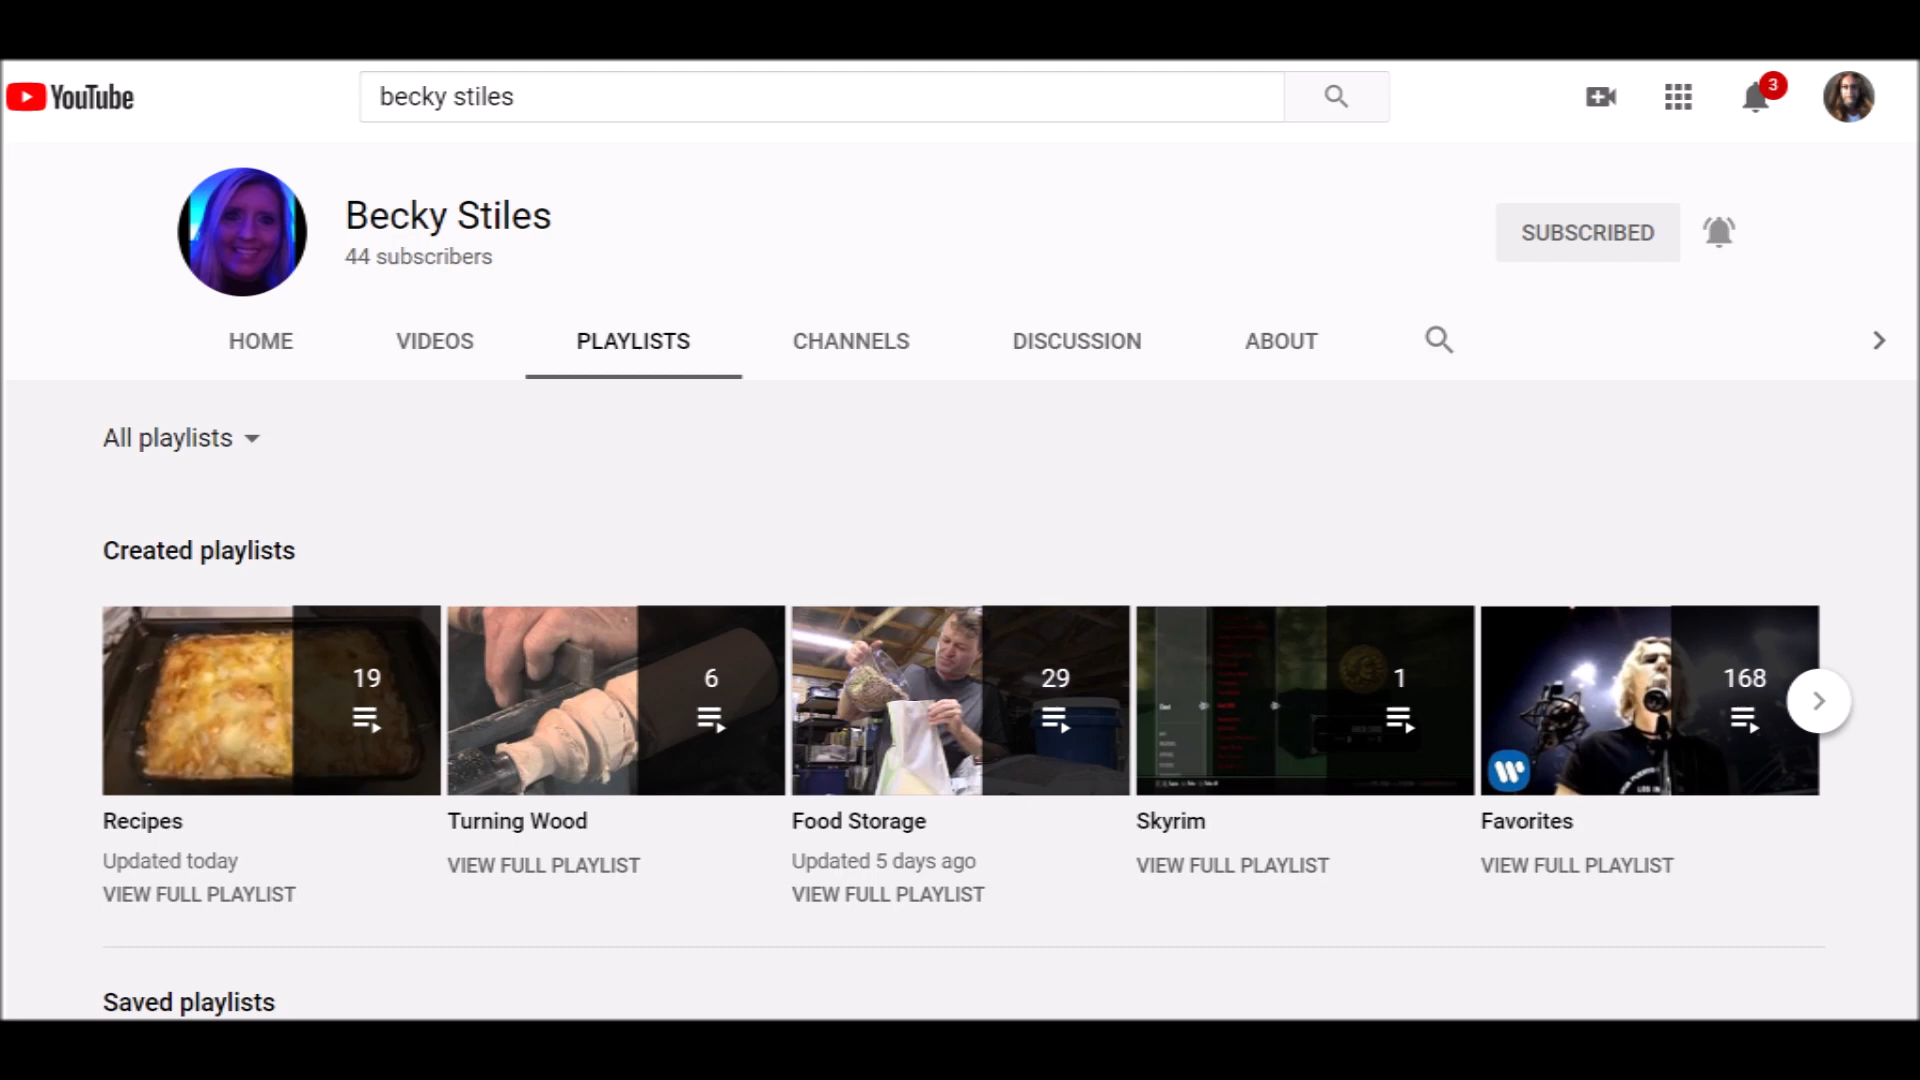 YouTube
becky stiles
3
Becky Stiles
44 subscribers
SUBSCRIBED
HOME VIDEOS PLAYLISTS CHANNELS DISCUSSION ABOUT
All playlists
Created playlists
19 6 29 1 168
Recipes Turning Wood Food Storage Skyrim Favorites
Updated today Updated 5 days ago
VIEW FULL PLAYLIST VIEW FULL PLAYLIST VIEW FULL PLAYLIST VIEW FULL PLAYLIST VIEW FULL PLAYLIST
Saved playlists